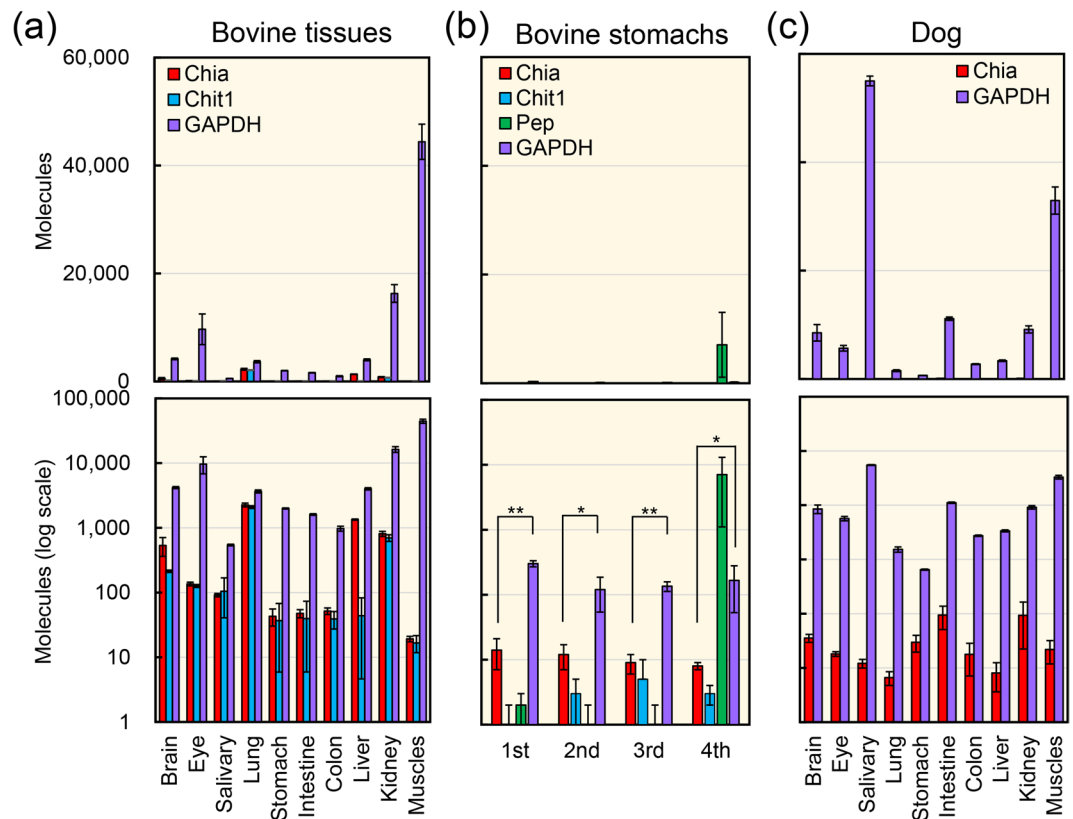 (a)
Bovine tissues
(b)
Bovine stomachs
(c)
Dog
Molecules
60,000
40,000
20,000
0
Chia
Chit1
GAPDH
Chia
Chit1
Pep
GAPDH
Chia
GAPDH
Molecules (log scale)
100,000
10,000
1,000
100
10
1
Brain
Eye
Salivary
Lung
Stomach
Intestine
Colon
Liver
Kidney
Muscles
**
*
**
*
1st
2nd
3rd
4th
Brain
Eye
Salivary
Lung
Stomach
Intestine
Colon
Liver
Kidney
Muscles